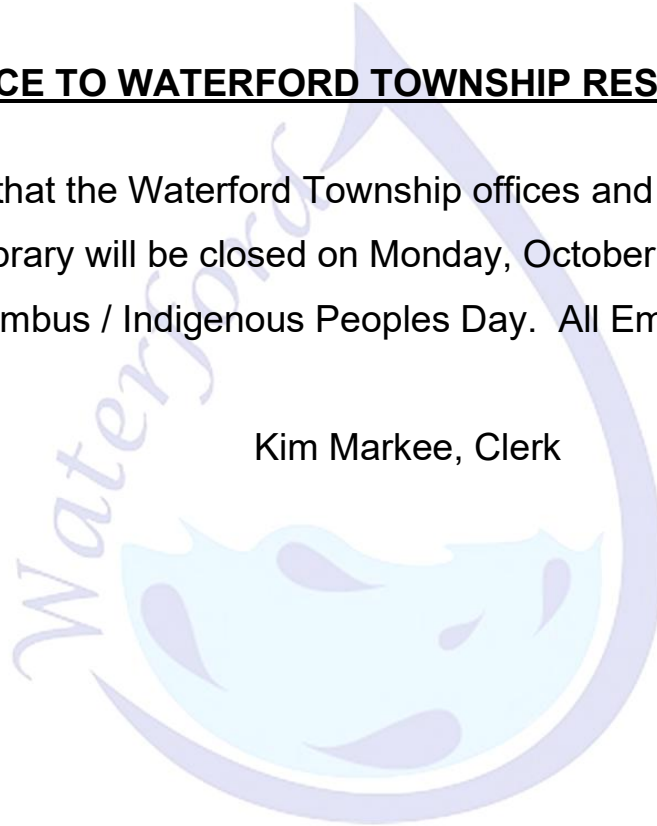 CE TO WATERFORD TOWNSHIP RES
that the Waterford Township offices and
brary will be closed on Monday, October
mbus / Indigenous Peoples Day.  All Em
Kim Markee, Clerk
Waterford